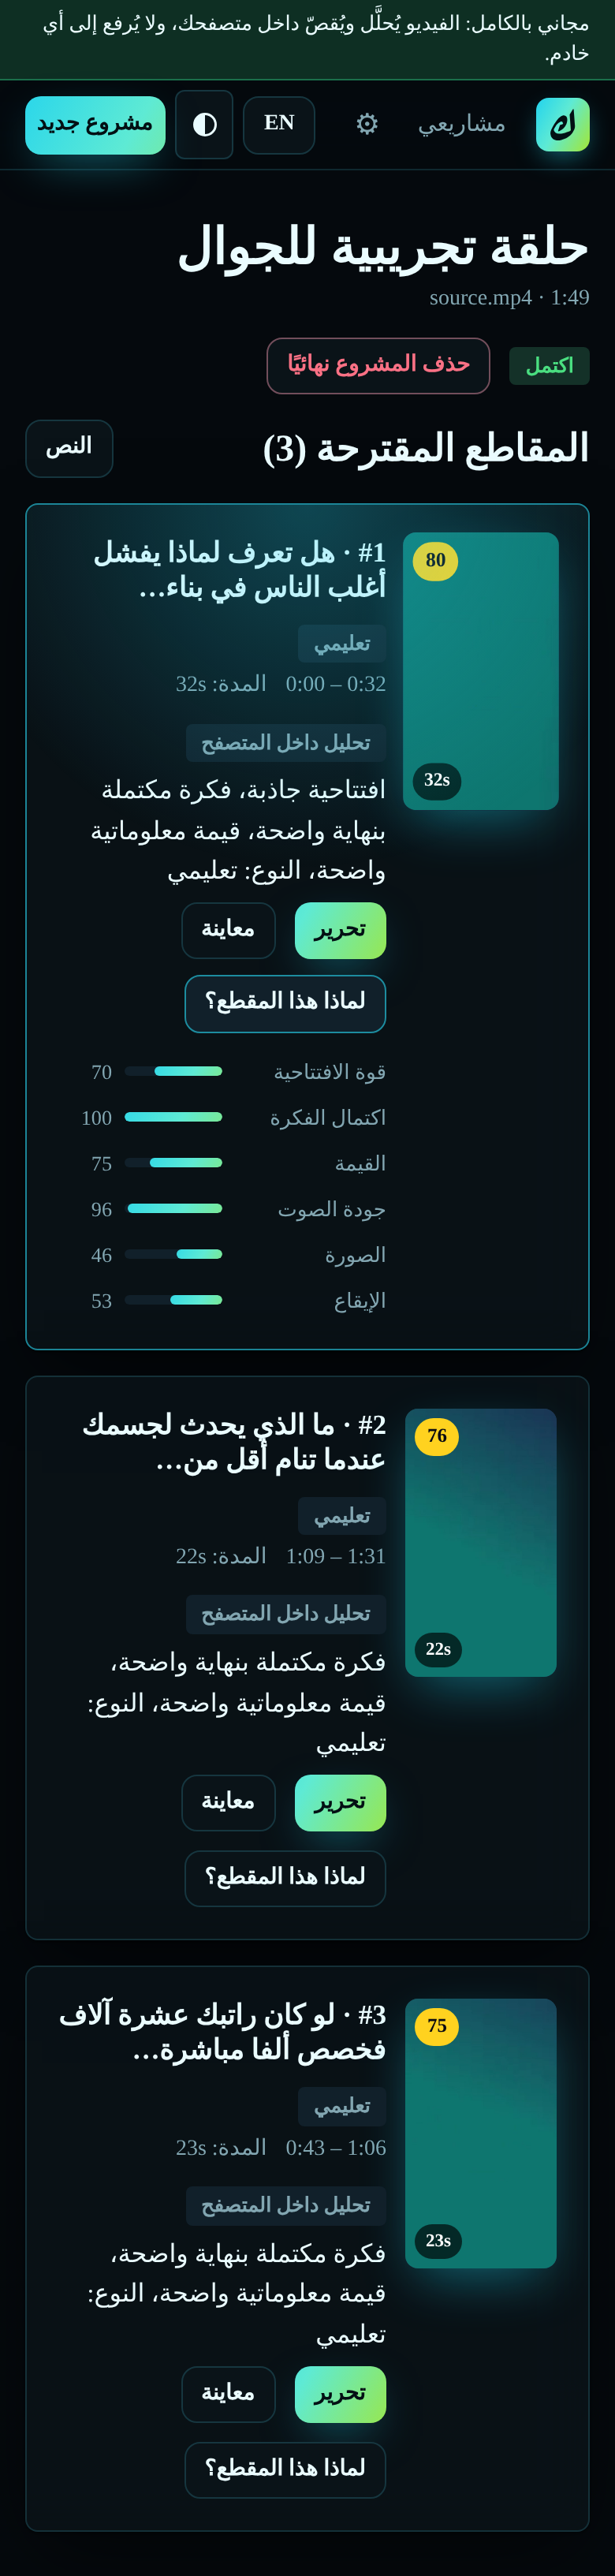 مجاني بالكامل: الفيديو يُحلَّل ويُقصّ داخل متصفحك، ولا يُرفع إلى أي
خادم.
ك
مشاريعي
EN
مشروع جديد
حلقة تجريبية للجوال
source.mp4 · 1:49
اكتمل
حذف المشروع نهائيًا
المقاطع المقترحة (3)
النص
80
32s
#1 · هل تعرف لماذا يفشل
أغلب الناس في بناء…
تعليمي
0:00 – 0:32 المدة: 32s
تحليل داخل المتصفح
افتتاحية جاذبة، فكرة مكتملة
بنهاية واضحة، قيمة معلوماتية
واضحة، النوع: تعليمي
تحرير
معاينة
لماذا هذا المقطع؟
قوة الافتتاحية 70
اكتمال الفكرة 100
القيمة 75
جودة الصوت 96
الصورة 46
الإيقاع 53
76
22s
#2 · ما الذي يحدث لجسمك
عندما تنام أقل من…
تعليمي
1:09 – 1:31 المدة: 22s
تحليل داخل المتصفح
فكرة مكتملة بنهاية واضحة،
قيمة معلوماتية واضحة، النوع:
تعليمي
تحرير
معاينة
لماذا هذا المقطع؟
75
23s
#3 · لو كان راتبك عشرة آلاف
فخصص ألفا مباشرة…
تعليمي
0:43 – 1:06 المدة: 23s
تحليل داخل المتصفح
فكرة مكتملة بنهاية واضحة،
قيمة معلوماتية واضحة، النوع:
تعليمي
تحرير
معاينة
لماذا هذا المقطع؟